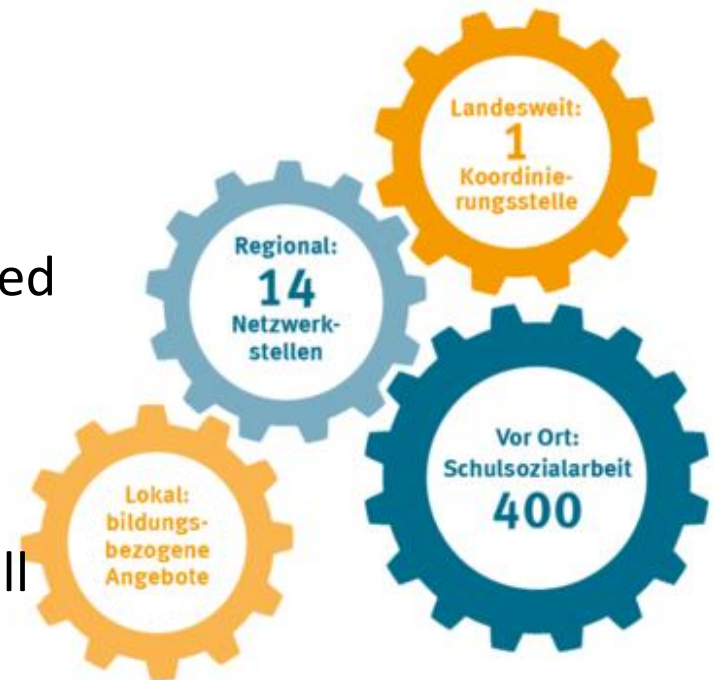 Landesweit:
1
Koordinie-
rungsstelle
Regional:
14
Netzwerk-
stellen
ed
Vor Ort:
Schulsozialarbeit
400
Lokal:
bildungs-
bezogene
Angebote
ll